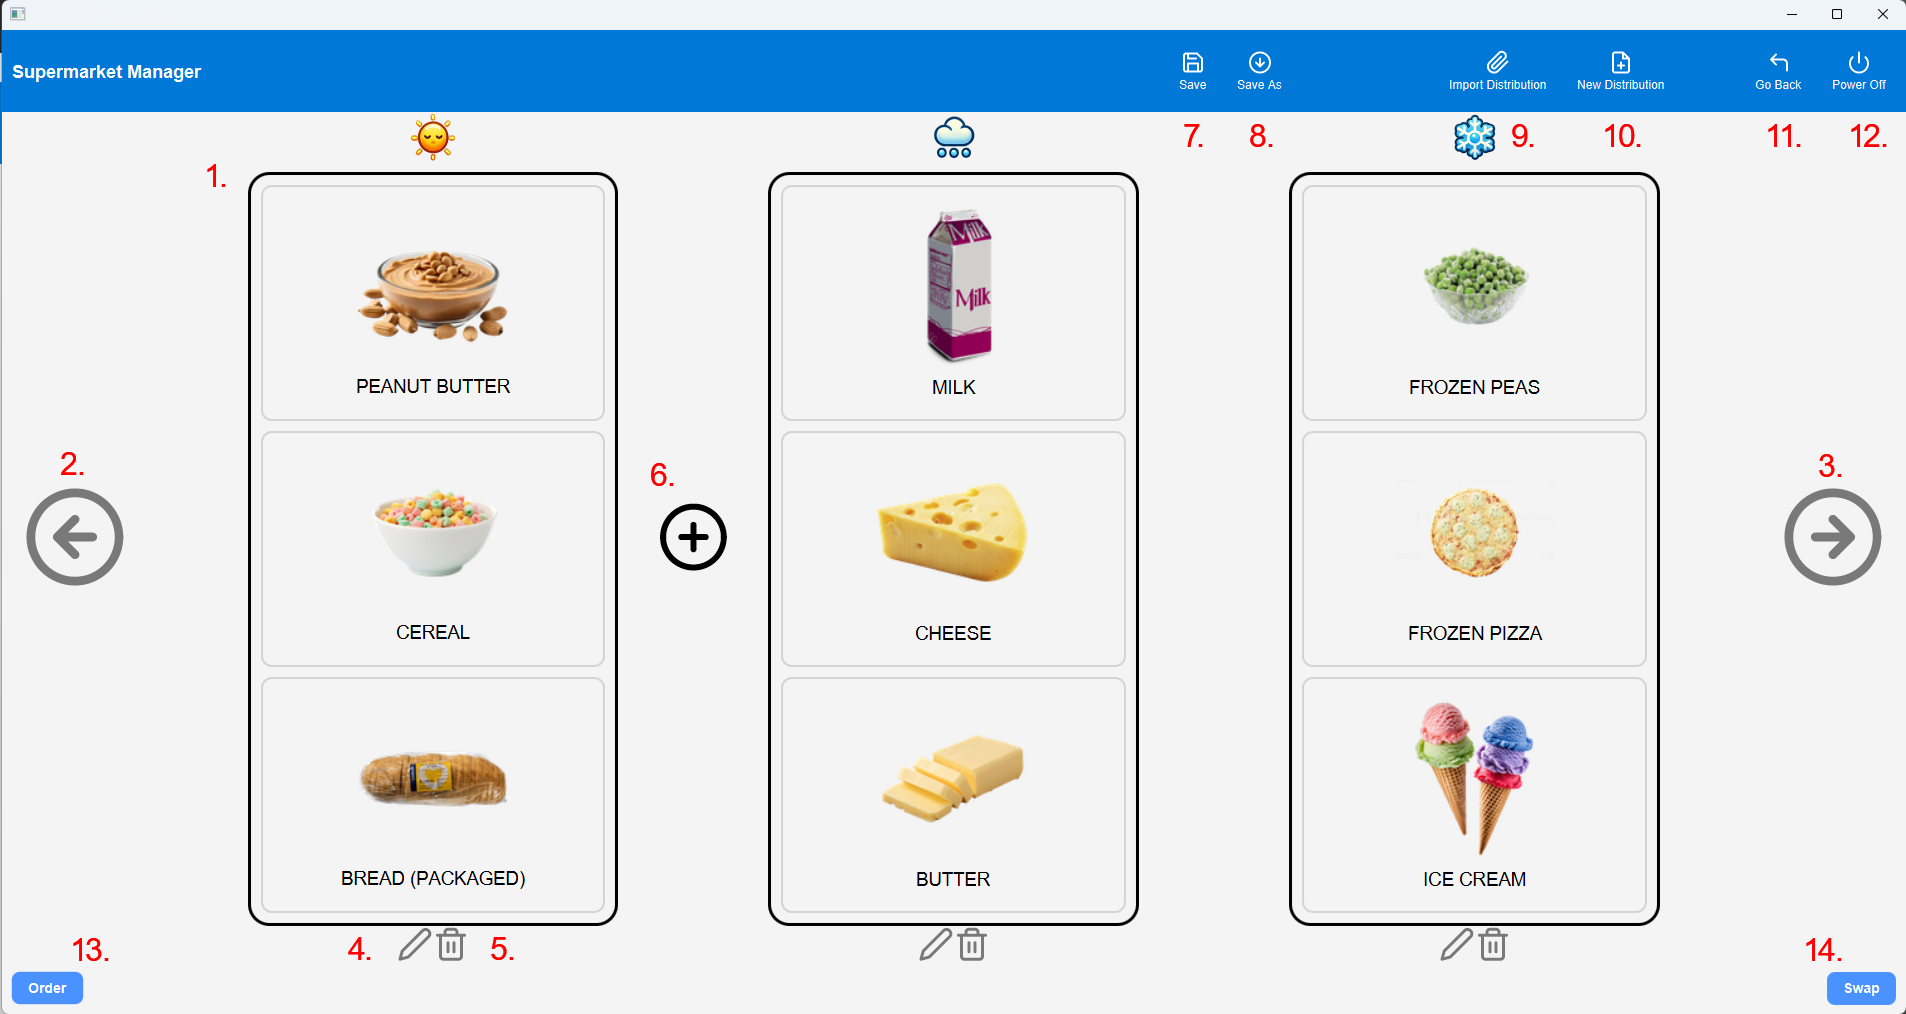 Supermarket Manager
Save
Save As
Import Distribution
New Distribution
Go Back
Power Off
7.
8.
9.
10.
11.
12.
1.
Milk
Milk
PEANUT BUTTER
MILK
FROZEN PEAS
2.
6.
3.
CEREAL
CHEESE
FROZEN PIZZA
BREAD (PACKAGED)
BUTTER
ICE CREAM
13.
4.
5.
14.
Order
Swap